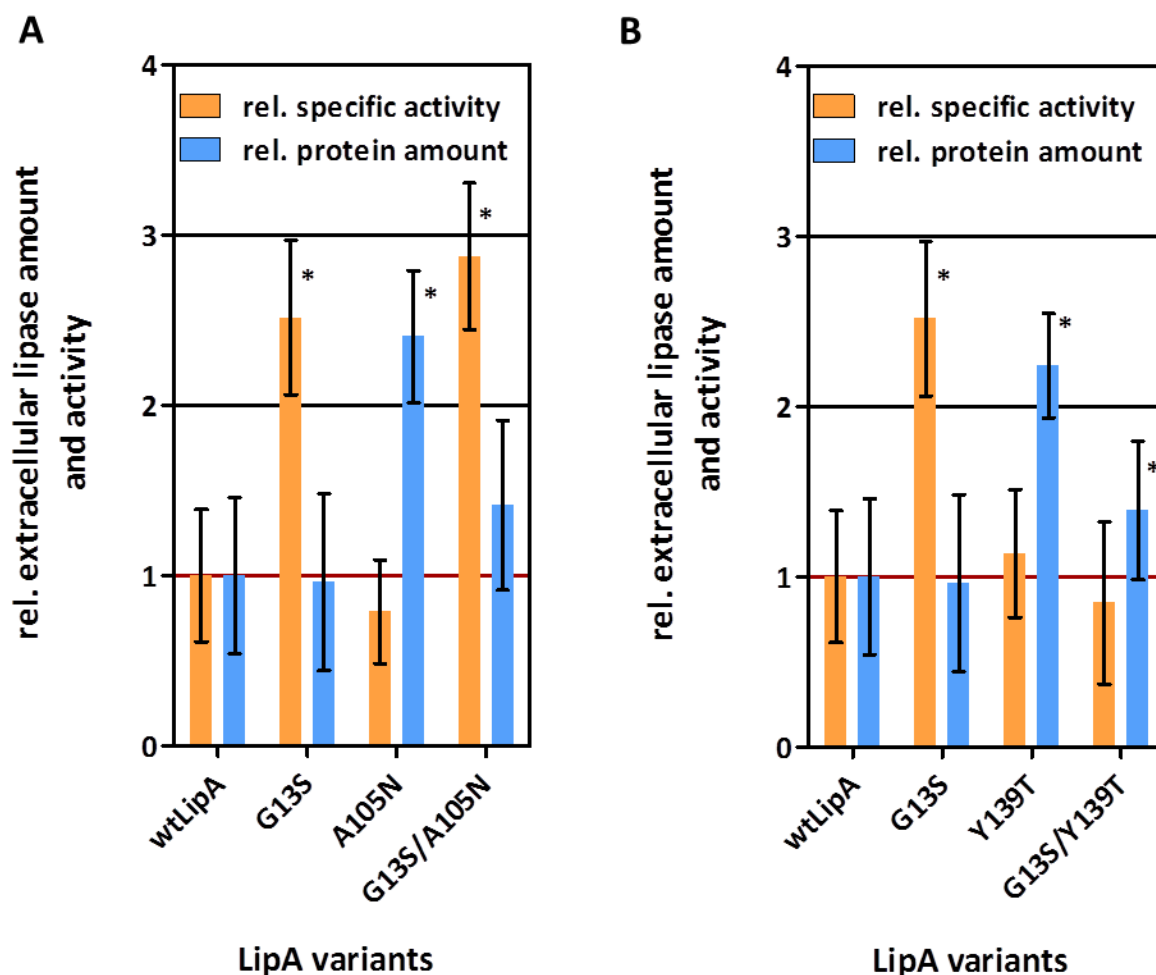 A
rel. extracellular lipase amount
and activity
4
3
2
1
0
rel. specific activity
rel. protein amount
*
*
*
wtLipA
G13S
A105N
G13S/A105N
LipA variants
B
rel. extracellular lipase amount
and activity
4
3
2
1
0
rel. specific activity
rel. protein amount
*
*
*
wtLipA
G13S
Y139T
G13S/Y139T
LipA variants